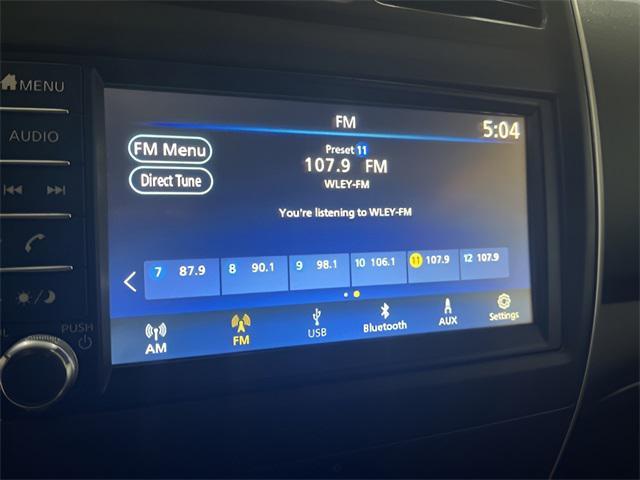 MENU
AUDIO
PUSH
FM
5:04
FM Menu
Direct Tune
Preset 11
107.9 FM
WLEY-FM
You're listening to WLEY-FM
7 87.9 8 90.1 9 98.1 10 106.1 11 107.9 12 107.9
AM FM USB Bluetooth AUX Settings